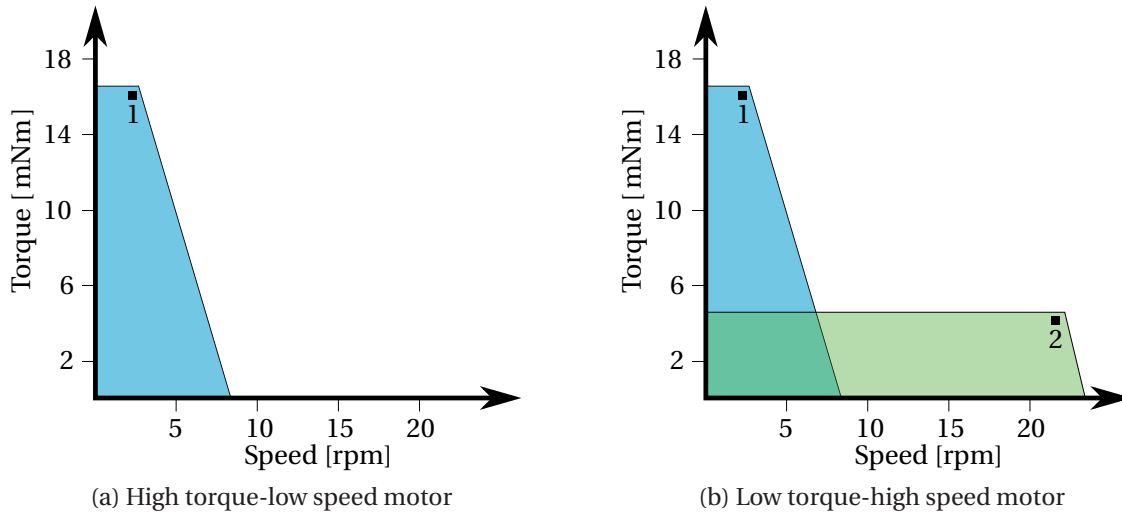 18
14
10
6
2
Torque [ mNm]
1
5 10 15 20
Speed [rpm]
(a) High torque-low speed motor
18
14
10
6
2
Torque [ mNm]
1
2
5 10 15 20
Speed [rpm]
(b) Low torque-high speed motor